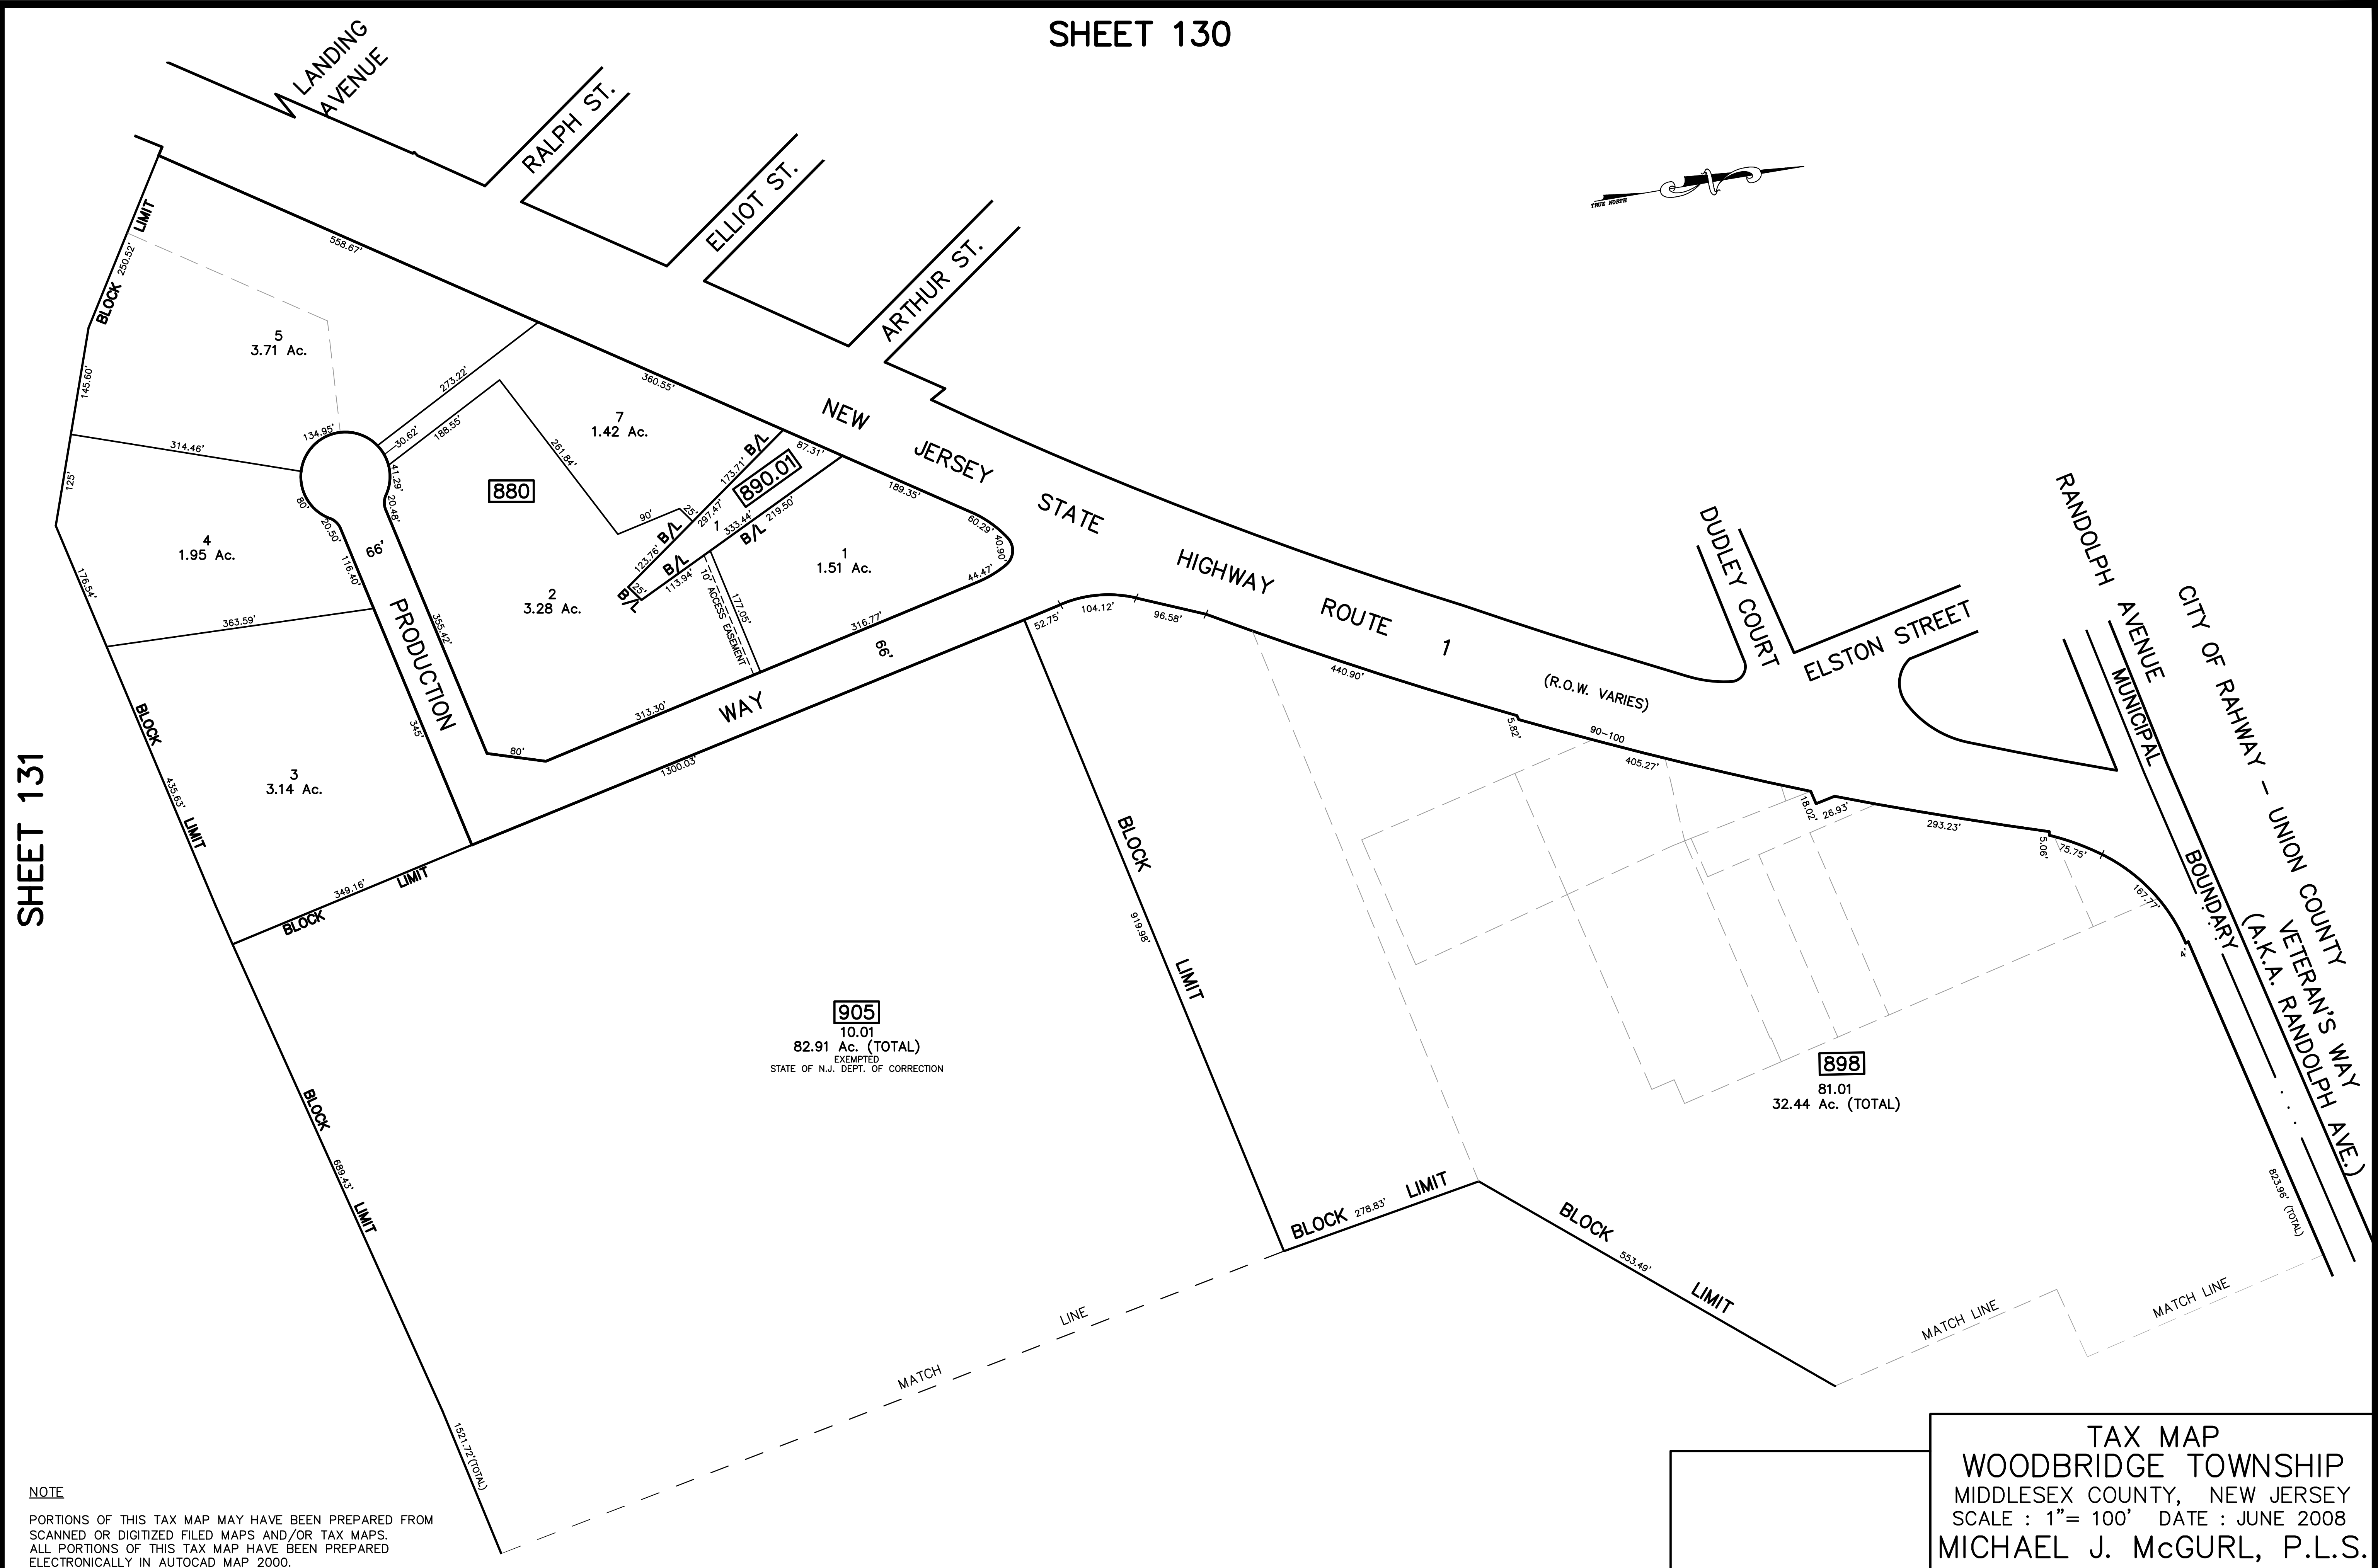 SHEET 130
LANDING
AVENUE
RALPH ST.
ELLIOT ST.
ARTHUR ST.
TRUE NORTH
BLOCK 250.52' LIMIT
558.67'
5
3.71 Ac.
145.60'
273.22'
30.62'
188.55'
134.95'
314.46'
125'
41.29'
20.48'
80'
20.50'
66'
116.40'
880
261.84'
7
1.42 Ac.
360.55'
90'
25'
B/L
173.71'
87.31'
890.01
297.47'
1
333.44'
219.50'
B/L
B/L
123.76'
B/L
113.94'
25'
B/L
189.35'
60.29'
40.90'
44.47'
1
1.51 Ac.
10' ACCESS EASEMENT
177.05'
316.77'
66'
4
1.95 Ac.
176.54'
363.59'
2
3.28 Ac.
355.42'
PRODUCTION
345'
80'
313.30'
WAY
1300.03'
52.75'
104.12'
96.58'
NEW JERSEY STATE HIGHWAY ROUTE 1
(R.O.W. VARIES)
440.90'
5.82'
90-100
405.27'
18.02'
26.93'
293.23'
5.06'
75.75'
167.77'
4'
DUDLEY COURT
ELSTON STREET
RANDOLPH AVENUE
MUNICIPAL BOUNDARY
CITY OF RAHWAY - UNION COUNTY
VETERAN'S WAY
(A.K.A. RANDOLPH AVE.)
823.96' (TOTAL)
SHEET 131
BLOCK 435.63' LIMIT
3
3.14 Ac.
BLOCK 349.16' LIMIT
BLOCK 919.98' LIMIT
905
10.01
82.91 Ac. (TOTAL)
EXEMPTED
STATE OF N.J. DEPT. OF CORRECTION
898
81.01
32.44 Ac. (TOTAL)
BLOCK 689.43' LIMIT
1521.72'(TOTAL)
BLOCK 278.83' LIMIT
BLOCK 553.49' LIMIT
MATCH LINE
MATCH LINE
MATCH LINE
NOTE
PORTIONS OF THIS TAX MAP MAY HAVE BEEN PREPARED FROM
SCANNED OR DIGITIZED FILED MAPS AND/OR TAX MAPS.
ALL PORTIONS OF THIS TAX MAP HAVE BEEN PREPARED
ELECTRONICALLY IN AUTOCAD MAP 2000.
TAX MAP
WOODBRIDGE TOWNSHIP
MIDDLESEX COUNTY, NEW JERSEY
SCALE : 1"= 100' DATE : JUNE 2008
MICHAEL J. McGURL, P.L.S.